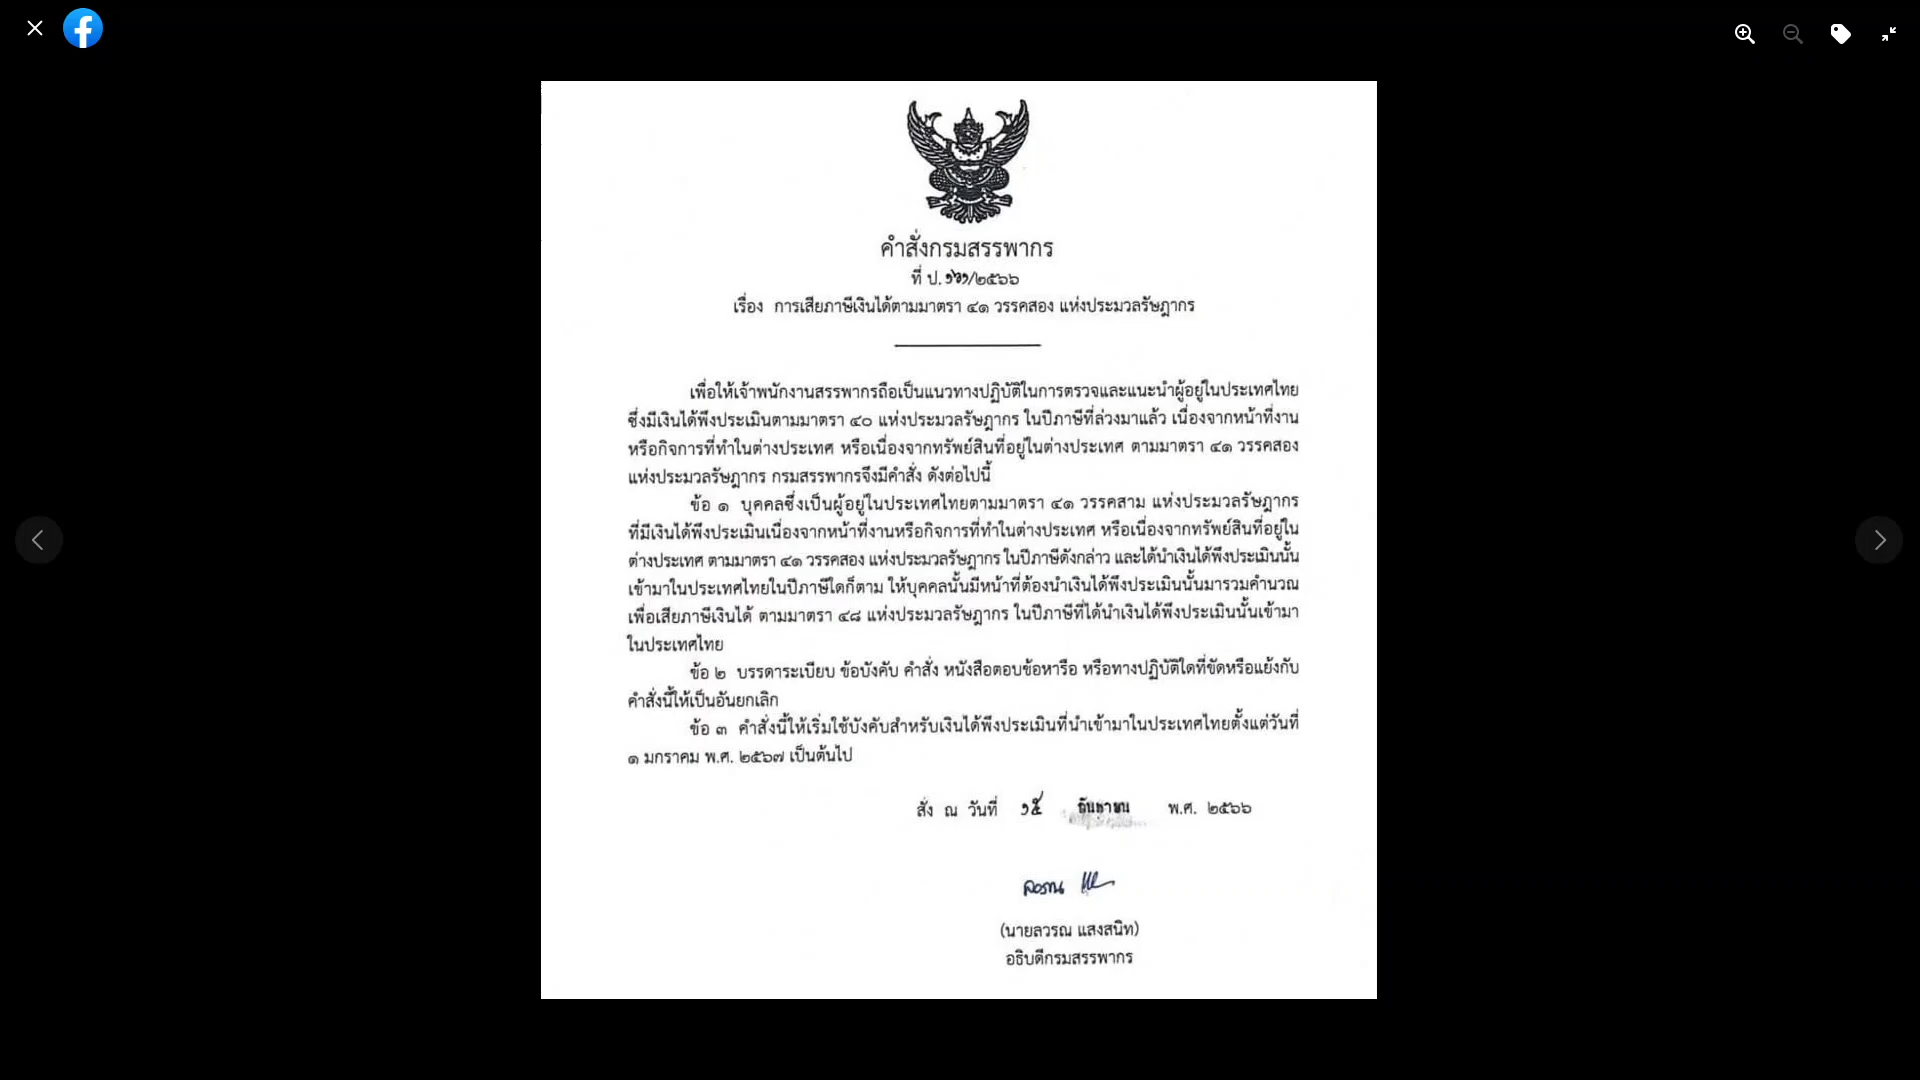 คำสั่งกรมสรรพากร
ที่ ป.๑๖๑/๒๕๖๖
เรื่อง การเสียภาษีเงินได้ตามมาตรา ๔๑ วรรคสอง แห่งประมวลรัษฎากร
เพื่อให้เจ้าพนักงานสรรพากรถือเป็นแนวทางปฏิบัติในการตรวจและแนะนำผู้อยู่ในประเทศไทย
ซึ่งมีเงินได้พึงประเมินตามมาตรา ๔๐ แห่งประมวลรัษฎากร ในปีภาษีที่ล่วงมาแล้ว เนื่องจากหน้าที่งาน
หรือกิจการที่ทำในต่างประเทศ หรือเนื่องจากทรัพย์สินที่อยู่ในต่างประเทศ ตามมาตรา ๔๑ วรรคสอง
แห่งประมวลรัษฎากร กรมสรรพากรจึงมีคำสั่ง ดังต่อไปนี้
ข้อ ๑ บุคคลซึ่งเป็นผู้อยู่ในประเทศไทยตามมาตรา ๔๑ วรรคสาม แห่งประมวลรัษฎากร
ที่มีเงินได้พึงประเมินเนื่องจากหน้าที่งานหรือกิจการที่ทำในต่างประเทศ หรือเนื่องจากทรัพย์สินที่อยู่ใน
ต่างประเทศ ตามมาตรา ๔๑ วรรคสอง แห่งประมวลรัษฎากร ในปีภาษีดังกล่าว และได้นำเงินได้พึงประเมินนั้น
เข้ามาในประเทศไทยในปีภาษีใดก็ตาม ให้บุคคลนั้นมีหน้าที่ต้องนำเงินได้พึงประเมินนั้นมารวมคำนวณ
เพื่อเสียภาษีเงินได้ ตามมาตรา ๔๘ แห่งประมวลรัษฎากร ในปีภาษีที่ได้นำเงินได้พึงประเมินนั้นเข้ามา
ในประเทศไทย
ข้อ ๒ บรรดาระเบียบ ข้อบังคับ คำสั่ง หนังสือตอบข้อหารือ หรือทางปฏิบัติใดที่ขัดหรือแย้งกับ
คำสั่งนี้ให้เป็นอันยกเลิก
ข้อ ๓ คำสั่งนี้ให้เริ่มใช้บังคับสำหรับเงินได้พึงประเมินที่นำเข้ามาในประเทศไทยตั้งแต่วันที่
๑ มกราคม พ.ศ. ๒๕๖๗ เป็นต้นไป
สั่ง ณ วันที่ ๑๕ กันยายน พ.ศ. ๒๕๖๖
ลวรณ
(นายลวรณ แสงสนิท)
อธิบดีกรมสรรพากร